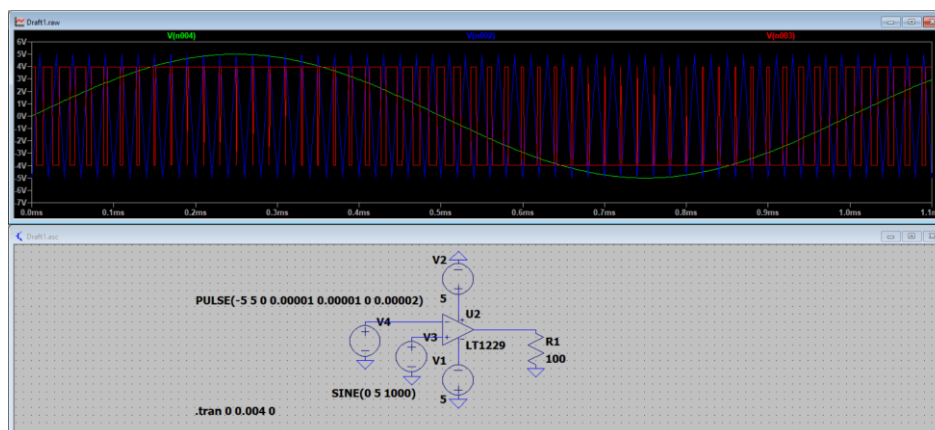 Draft1.raw
V(n004) V(n002) V(n003)
6V
5V
4V
3V
2V
1V
0V
-1V
-2V
-3V
-4V
-5V
-6V
-7V
0.0ms 0.1ms 0.2ms 0.3ms 0.4ms 0.5ms 0.6ms 0.7ms 0.8ms 0.9ms 1.0ms 1.1ms
Draft1.asc
V2
5
PULSE(-5 5 0 0.00001 0.00001 0 0.00002)
U2
V4
V3
LT1229
R1
100
V1
SINE(0 5 1000)
5
.tran 0 0.004 0